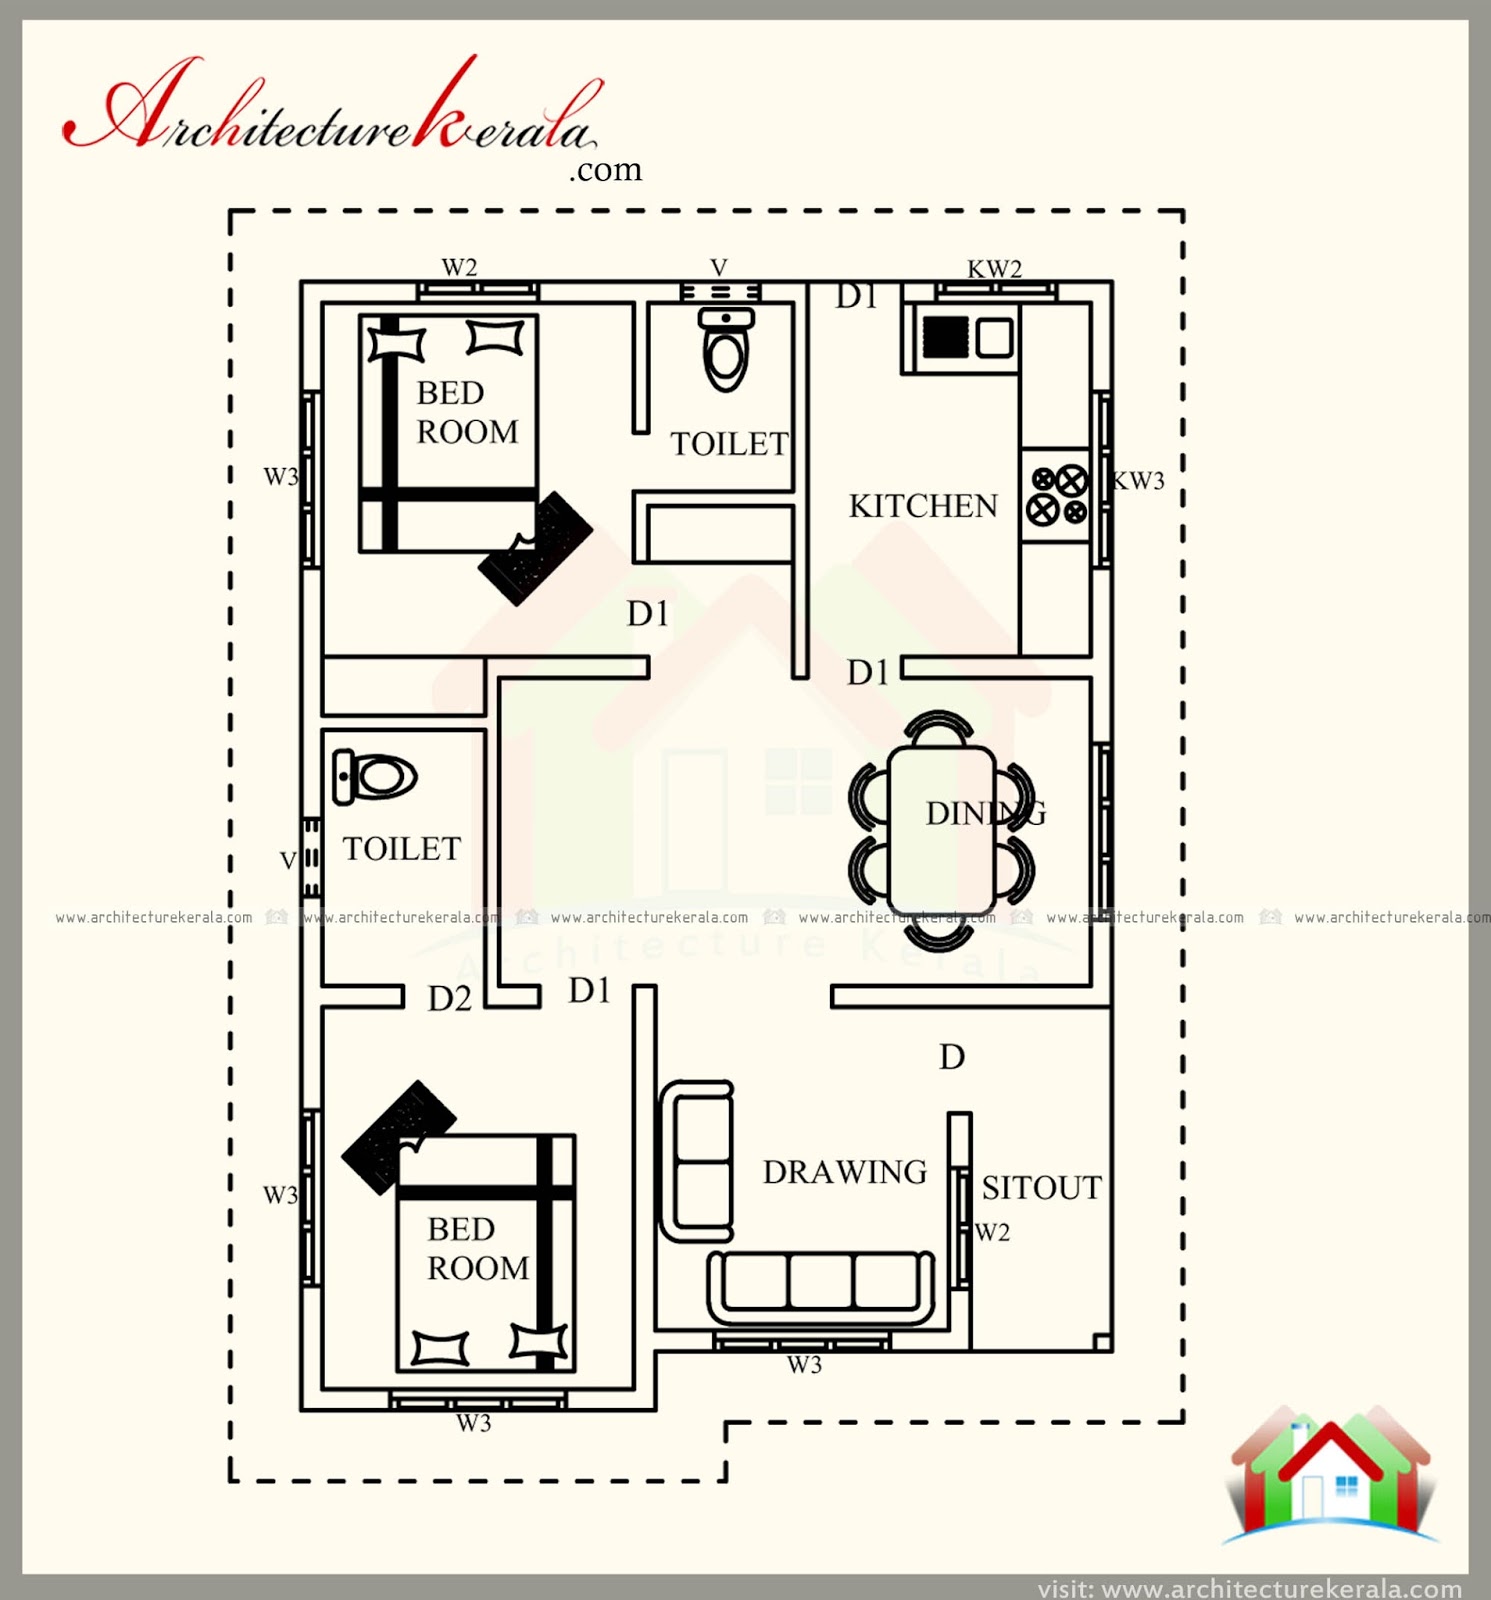 ArchitectureKerala
.com
W2
V
KW2
D1
BED
ROOM
TOILET
W3
KW3
KITCHEN
D1
D1
DINING
TOILET
V
www.architecturekerala.com www.architecturekerala.com www.architecturekerala.com www.architecturekerala.com www.architecturekerala.com www.architecturekerala.com
Architecture Kerala
D2
D1
D
DRAWING
SITOUT
W3
W2
BED
ROOM
W3
W3
visit: www.architecturekerala.com